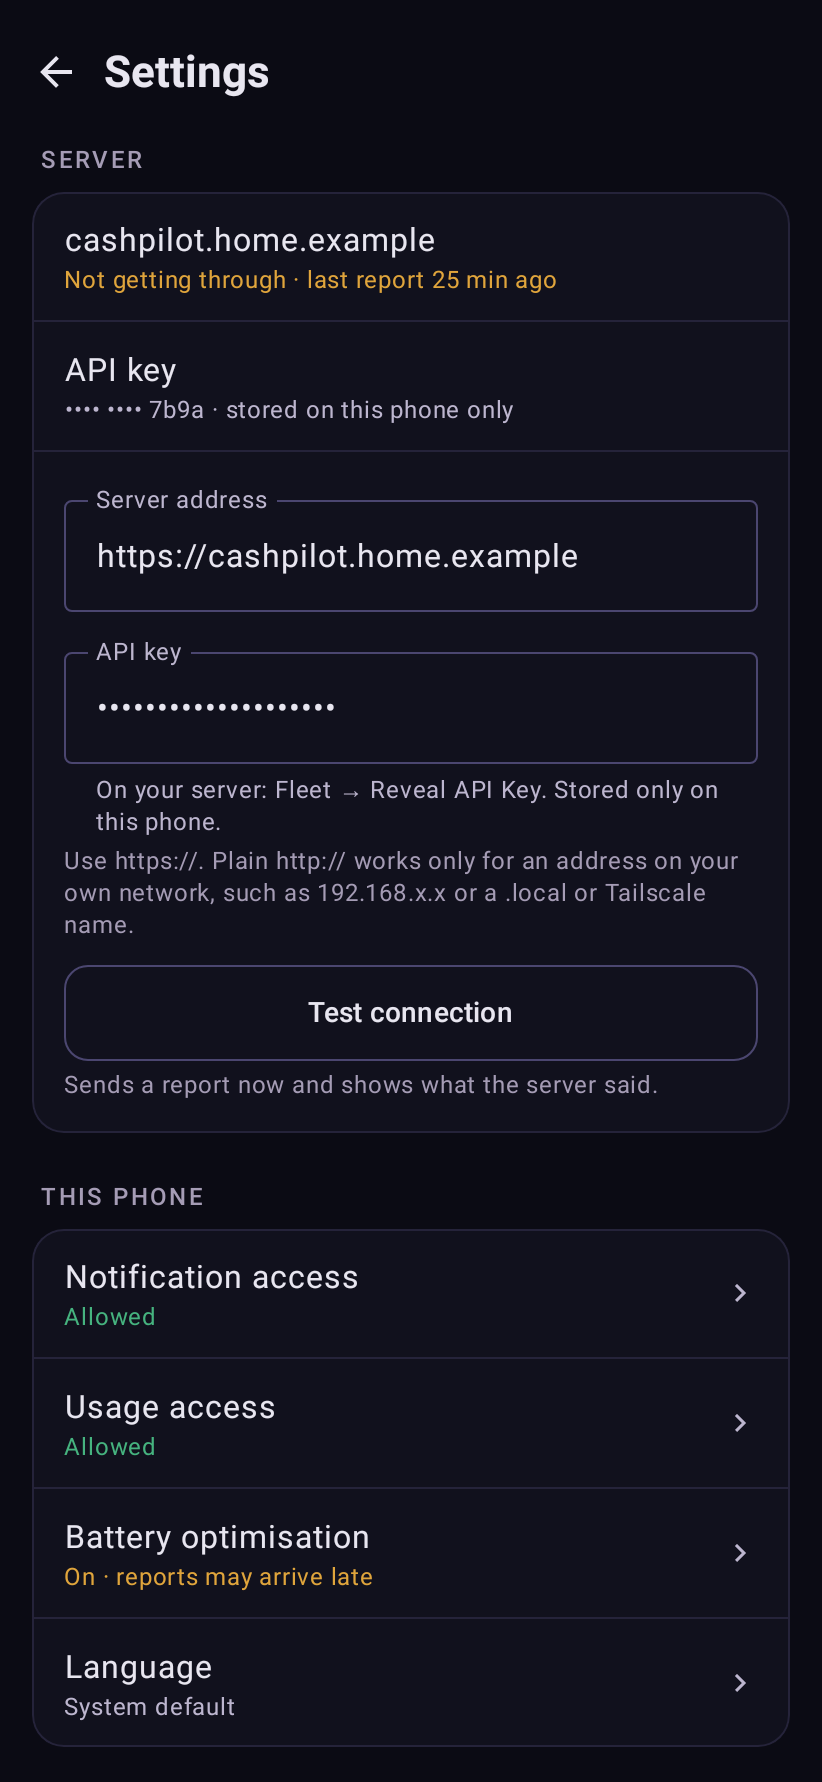 Settings
SERVER
cashpilot.home.example
Not getting through · last report 25 min ago
API key
•••• •••• 7b9a · stored on this phone only
Server address
https://cashpilot.home.example
API key
••••••••••••••••••••
On your server: Fleet → Reveal API Key. Stored only on
this phone.
Use https://. Plain http:// works only for an address on your
own network, such as 192.168.x.x or a .local or Tailscale
name.
Test connection
Sends a report now and shows what the server said.
THIS PHONE
Notification access
Allowed
Usage access
Allowed
Battery optimisation
On · reports may arrive late
Language
System default